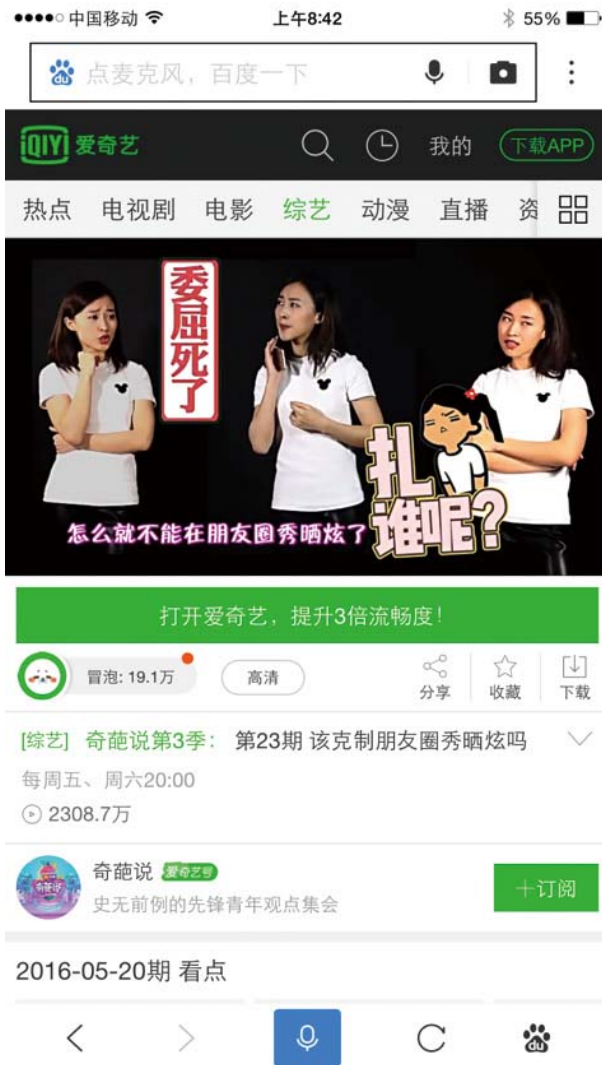 中国移动 上午8:42 55%
du 点麦克风，百度一下
iQIYI 爱奇艺 我的 下载APP
热点 电视剧 电影 综艺 动漫 直播 资
委屈死了
扎谁呢?
怎么就不能在朋友圈秀晒炫了
打开爱奇艺，提升3倍流畅度！
冒泡: 19.1万 高清 分享 收藏 下载
[综艺] 奇葩说第3季： 第23期 该克制朋友圈秀晒炫吗
每周五、周六20:00
2308.7万
奇葩说 爱奇艺号
史无前例的先锋青年观点集会
奇葩说
＋订阅
2016-05-20期 看点
du